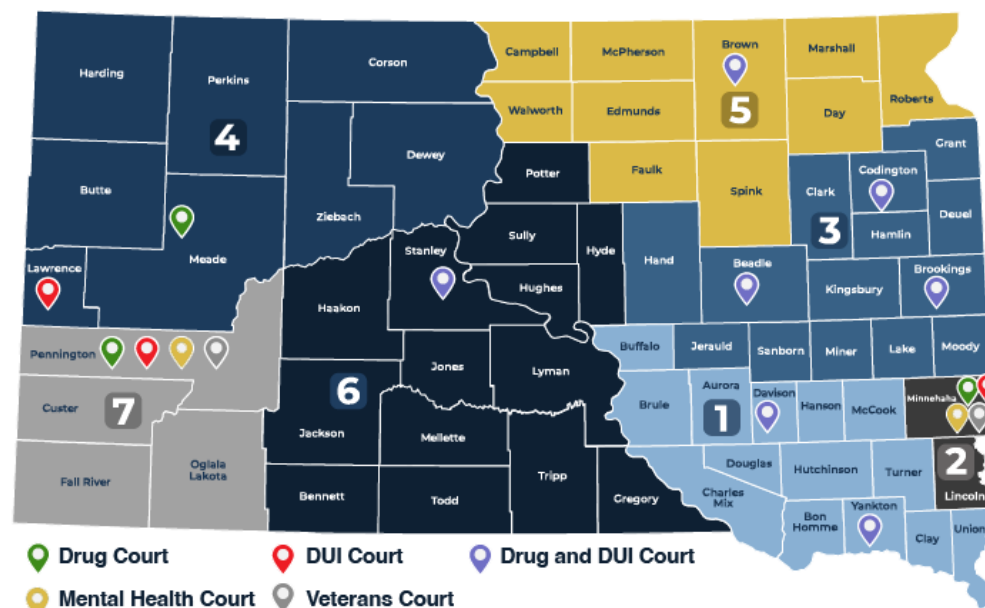 Harding
Perkins
Corson
Campbell
McPherson
Brown
Marshall
Roberts
Walworth
Edmunds
5
Day
4
Dewey
Potter
Faulk
Spink
Grant
Codington
Clark
Butte
Ziebach
Deuel
Meade
Sully
Hyde
Hand
3
Hamlin
Stanley
Lawrence
Beadle
Kingsbury
Brookings
Haakon
Hughes
Pennington
Buffalo
Jerauld
Sanborn
Miner
Lake
Moody
Jones
Lyman
Custer
7
6
Brule
Aurora
1
Davison
Hanson
McCook
Minnehaha
Jackson
Mellette
Tripp
Douglas
Hutchinson
Turner
2
Lincoln
Fall River
Oglala
Lakota
Bennett
Todd
Gregory
Charles
Mix
Bon
Homme
Yankton
Clay
Union
Drug Court
DUI Court
Drug and DUI Court
Mental Health Court
Veterans Court